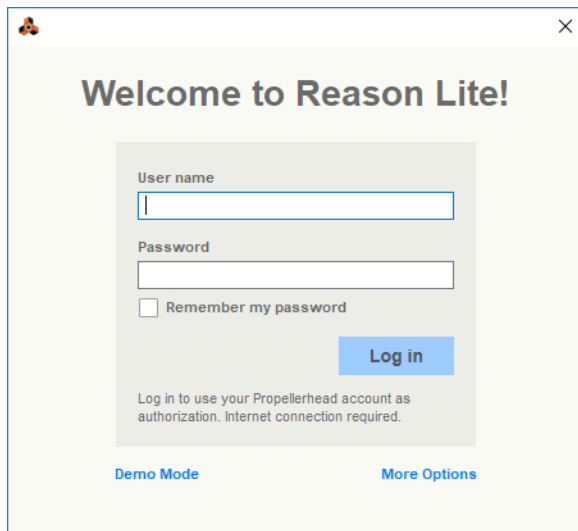 Welcome to Reason Lite!
User name
Password
Remember my password
Log in
Log in to use your Propellerhead account as
authorization. Internet connection required.
Demo Mode
More Options